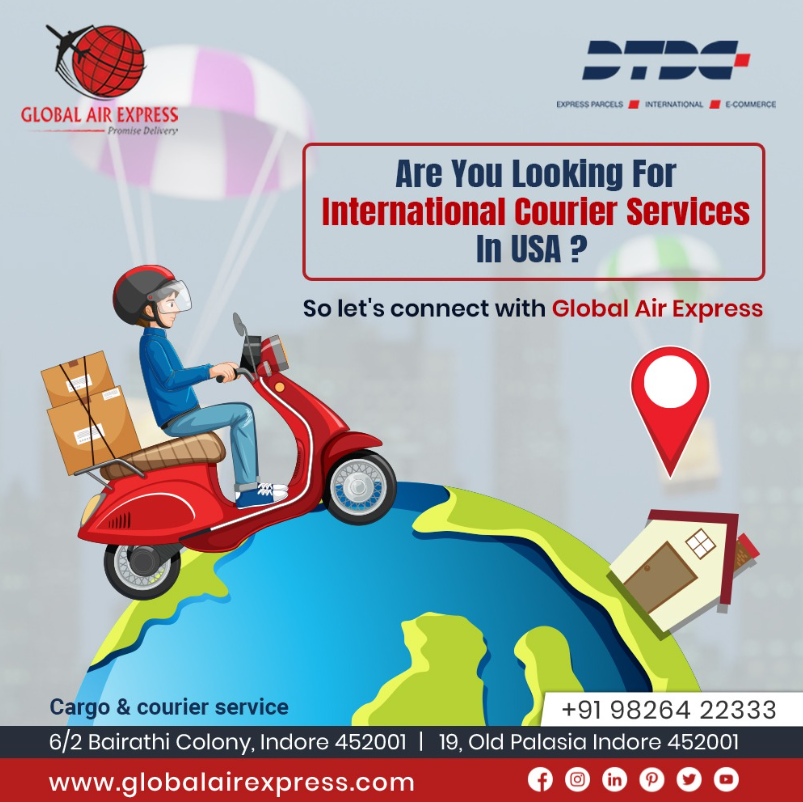 GLOBAL AIR EXPRESS
Promise Delivery
DTDC
EXPRESS PARCELS INTERNATIONAL E-COMMERCE
Are You Looking For
International Courier Services
In USA ?
So let's connect with Global Air Express
Cargo & courier service
+91 98264 22333
6/2 Bairathi Colony, Indore 452001 | 19, Old Palasia Indore 452001
www.globalairexpress.com